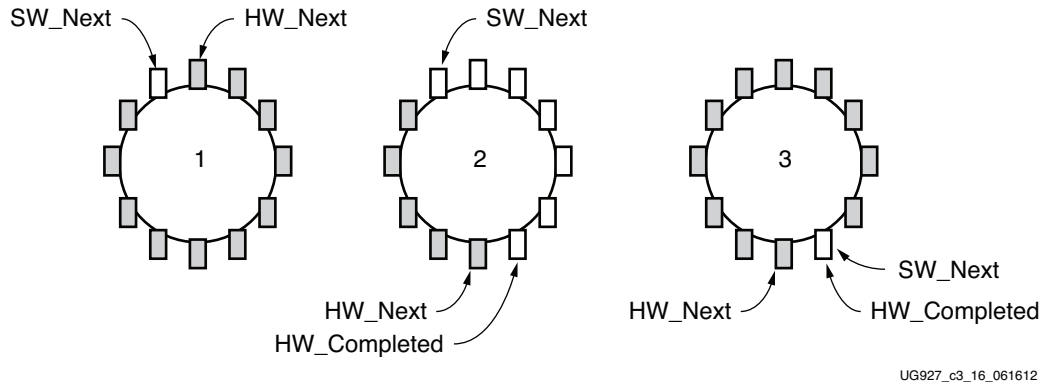 SW_Next
HW_Next
1
SW_Next
2
HW_Next
HW_Completed
3
SW_Next
HW_Next
HW_Completed
UG927_c3_16_061612